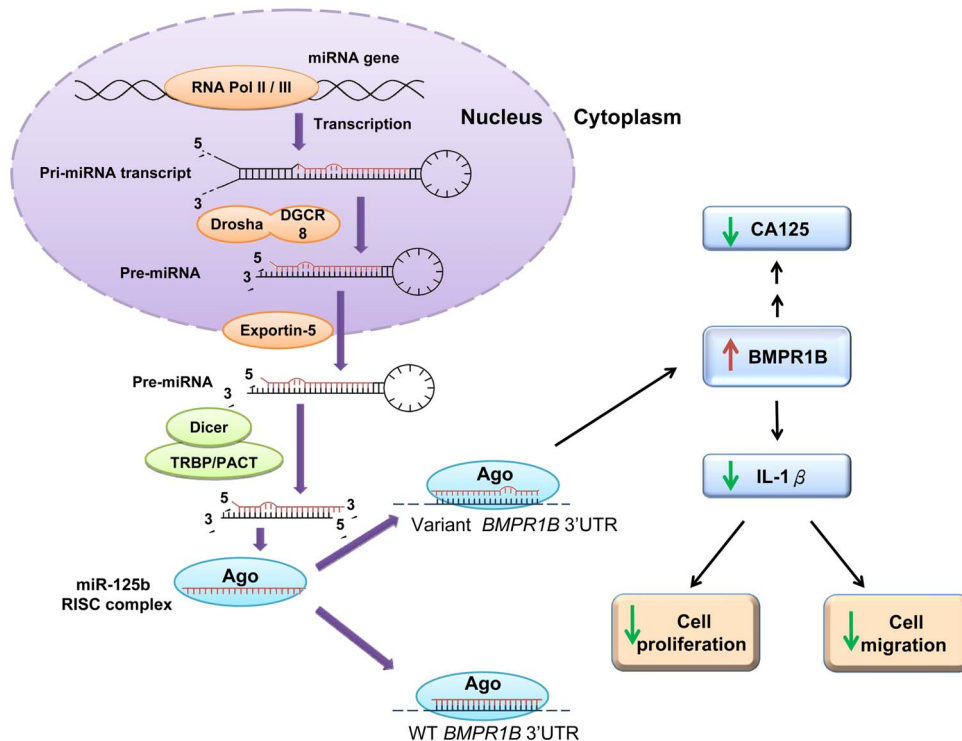 miRNA gene
RNA Pol II / III
Nucleus
Cytoplasm
Transcription
5
Pri-miRNA transcript
3
Drosha
DGCR
8
Pre-miRNA
5
3
Exportin-5
Pre-miRNA
5
3
Dicer
TRBP/PACT
5
3
3
5
miR-125b
RISC complex
Ago
Ago
Variant BMPR1B 3'UTR
Ago
WT BMPR1B 3'UTR
CA125
BMPR1B
IL-1 β
Cell
proliferation
Cell
migration